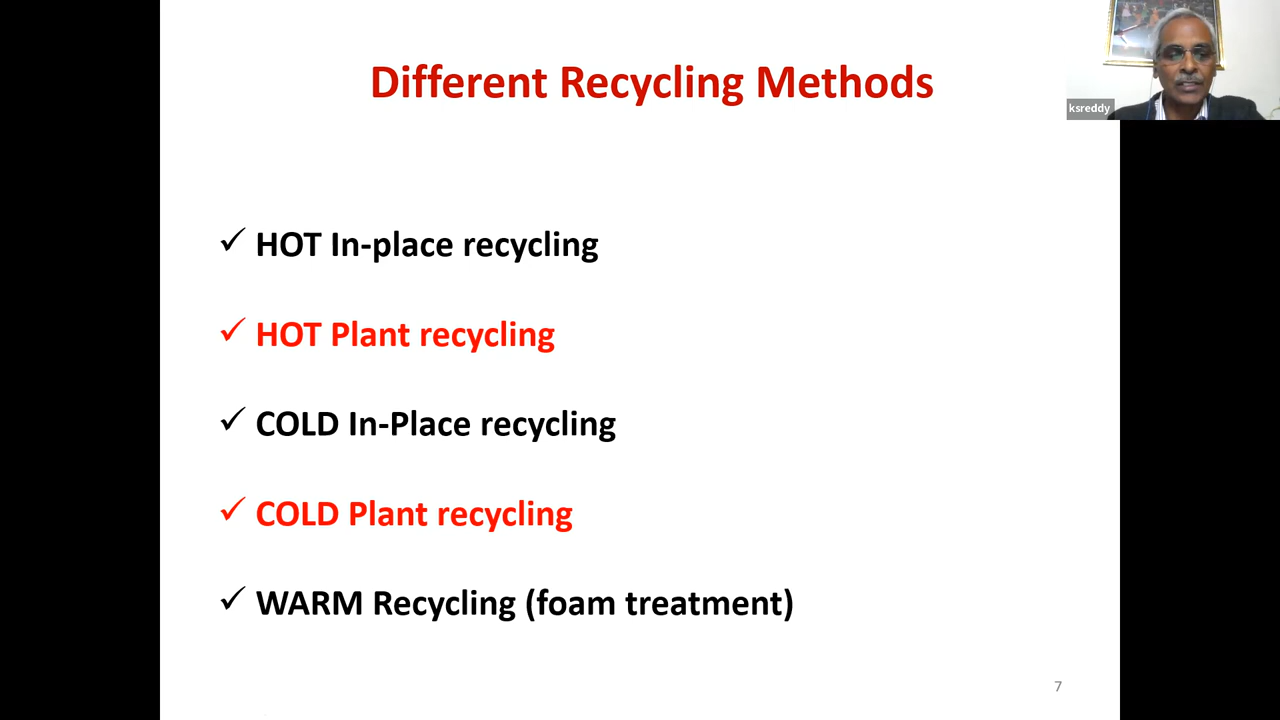 Different Recycling Methods
ksreddy
✓ HOT In-place recycling
✓ HOT Plant recycling
✓ COLD In-Place recycling
✓ COLD Plant recycling
✓ WARM Recycling (foam treatment)
7